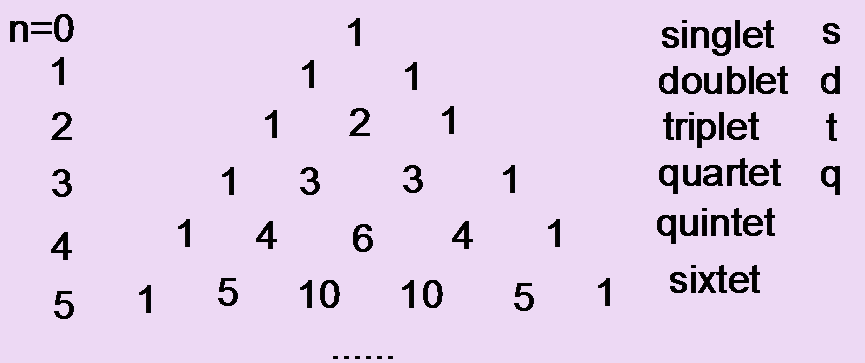 n=0 1 singlet s
1 1 1 doublet d
2 1 2 1 triplet t
3 1 3 3 1 quartet q
4 1 4 6 4 1 quintet
5 1 5 10 10 5 1 sixtet
......